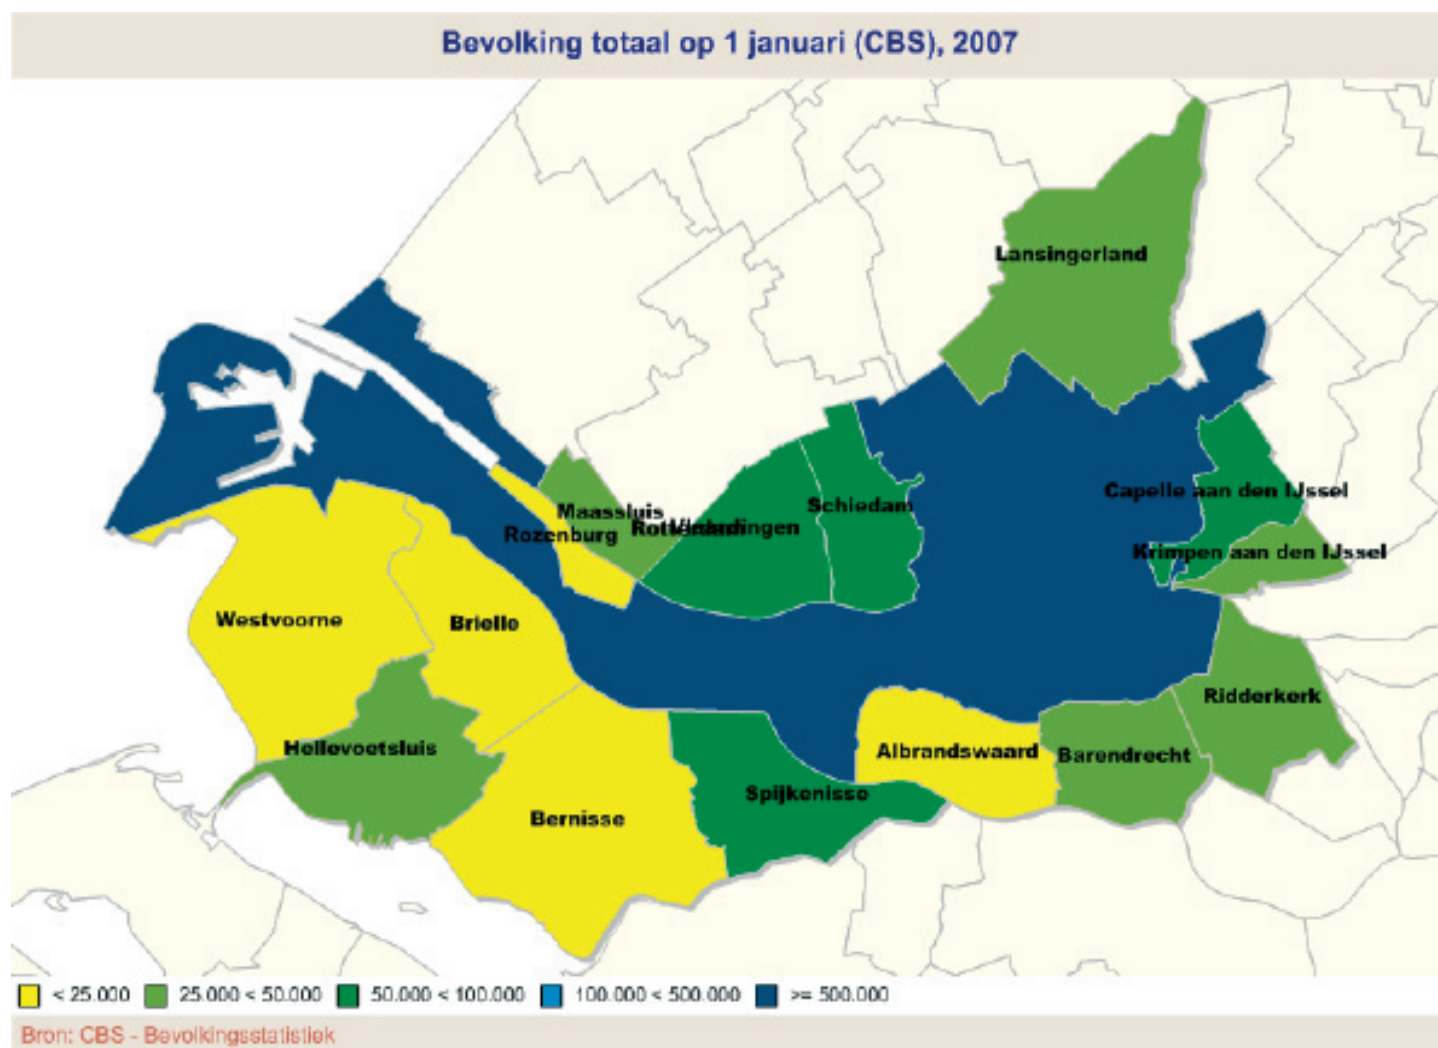 Bevolking totaal op 1 januari (CBS), 2007
Lansingerland
Capelle aan den IJssel
Schiedam
Maassluis
Rotterdam
Vlaardingen
Rozenburg
Krimpen aan den IJssel
Westvoorne
Brielle
Ridderkerk
Hellevoetsluis
Albrandswaard
Barendrecht
Spijkenisse
Bernisse
< 25.000 25.000 < 50.000 50.000 < 100.000 100.000 < 500.000 >= 500.000
Bron: CBS - Bevolkingsstatistiek